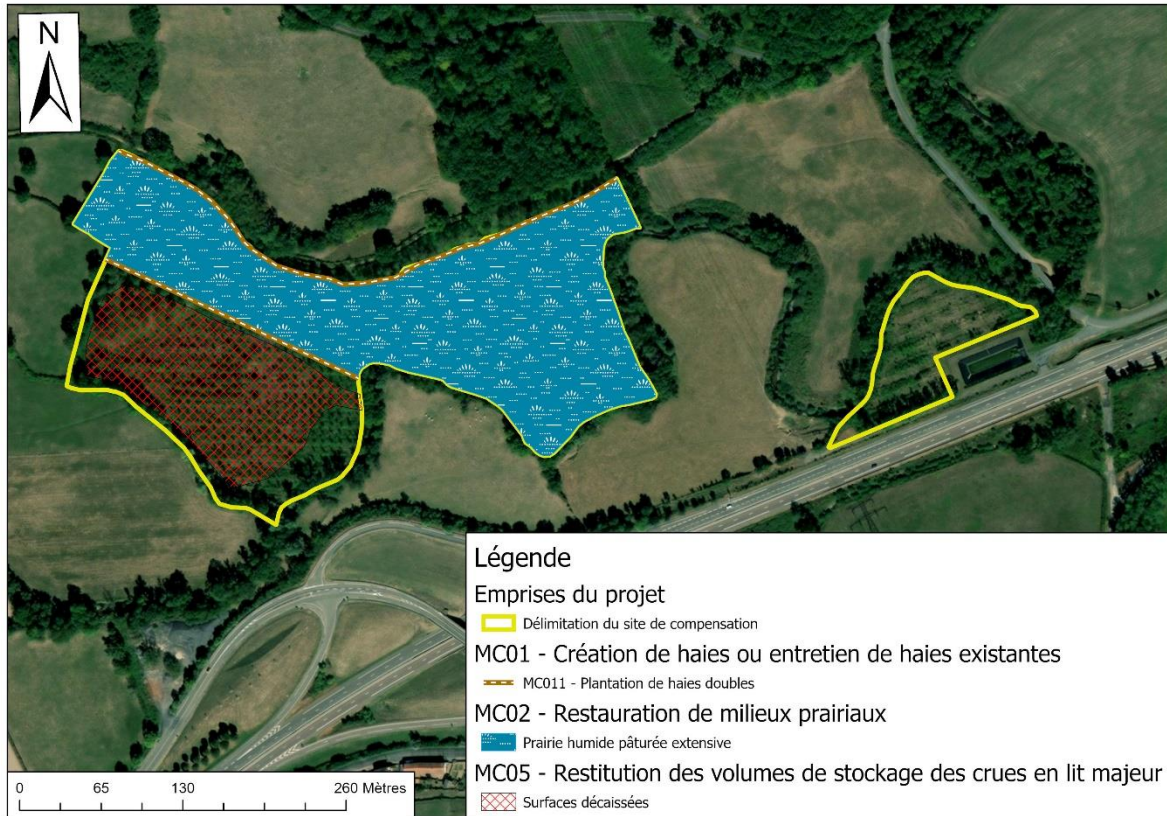 N
Légende
Emprises du projet
Délimitation du site de compensation
MC01 - Création de haies ou entretien de haies existantes
MC011 - Plantation de haies doubles
MC02 - Restauration de milieux prairiaux
Prairie humide pâturée extensive
MC05 - Restitution des volumes de stockage des crues en lit majeur
Surfaces décaissées
0 65 130 260 Mètres